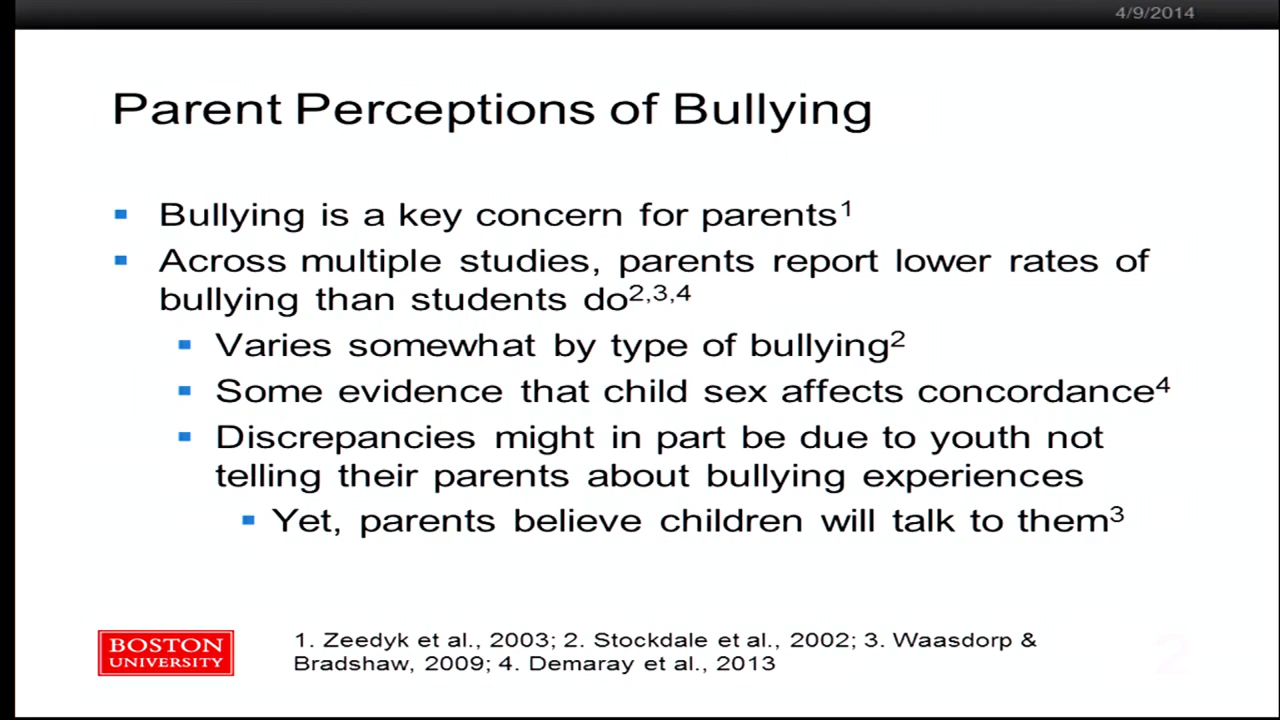 4/9/2014
Parent Perceptions of Bullying
▪ Bullying is a key concern for parents¹
▪ Across multiple studies, parents report lower rates of
bullying than students do²,³,⁴
▪ Varies somewhat by type of bullying²
▪ Some evidence that child sex affects concordance⁴
▪ Discrepancies might in part be due to youth not
telling their parents about bullying experiences
▪ Yet, parents believe children will talk to them³
BOSTON
UNIVERSITY
1. Zeedyk et al., 2003; 2. Stockdale et al., 2002; 3. Waasdorp &
Bradshaw, 2009; 4. Demaray et al., 2013
2